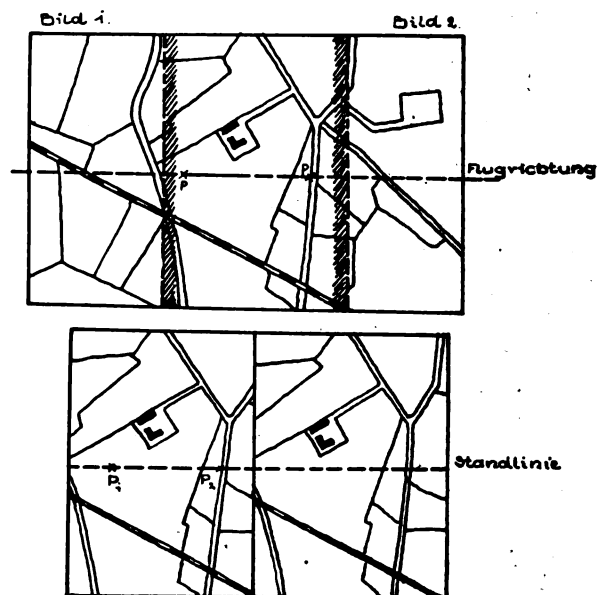 Bild 1.
Bild 2.
Flugrichtung
P
P
Standlinie
P1
P2